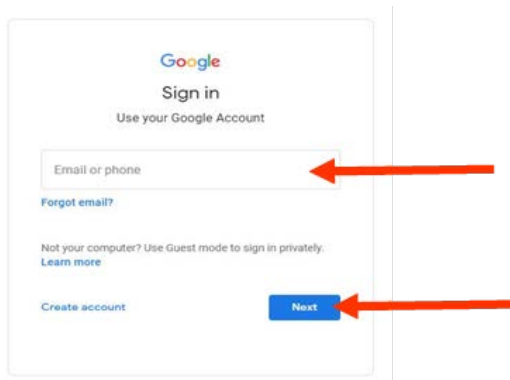 Google
Sign in
Use your Google Account
Email or phone
Forgot email?
Not your computer? Use Guest mode to sign in privately.
Learn more
Create account
Next